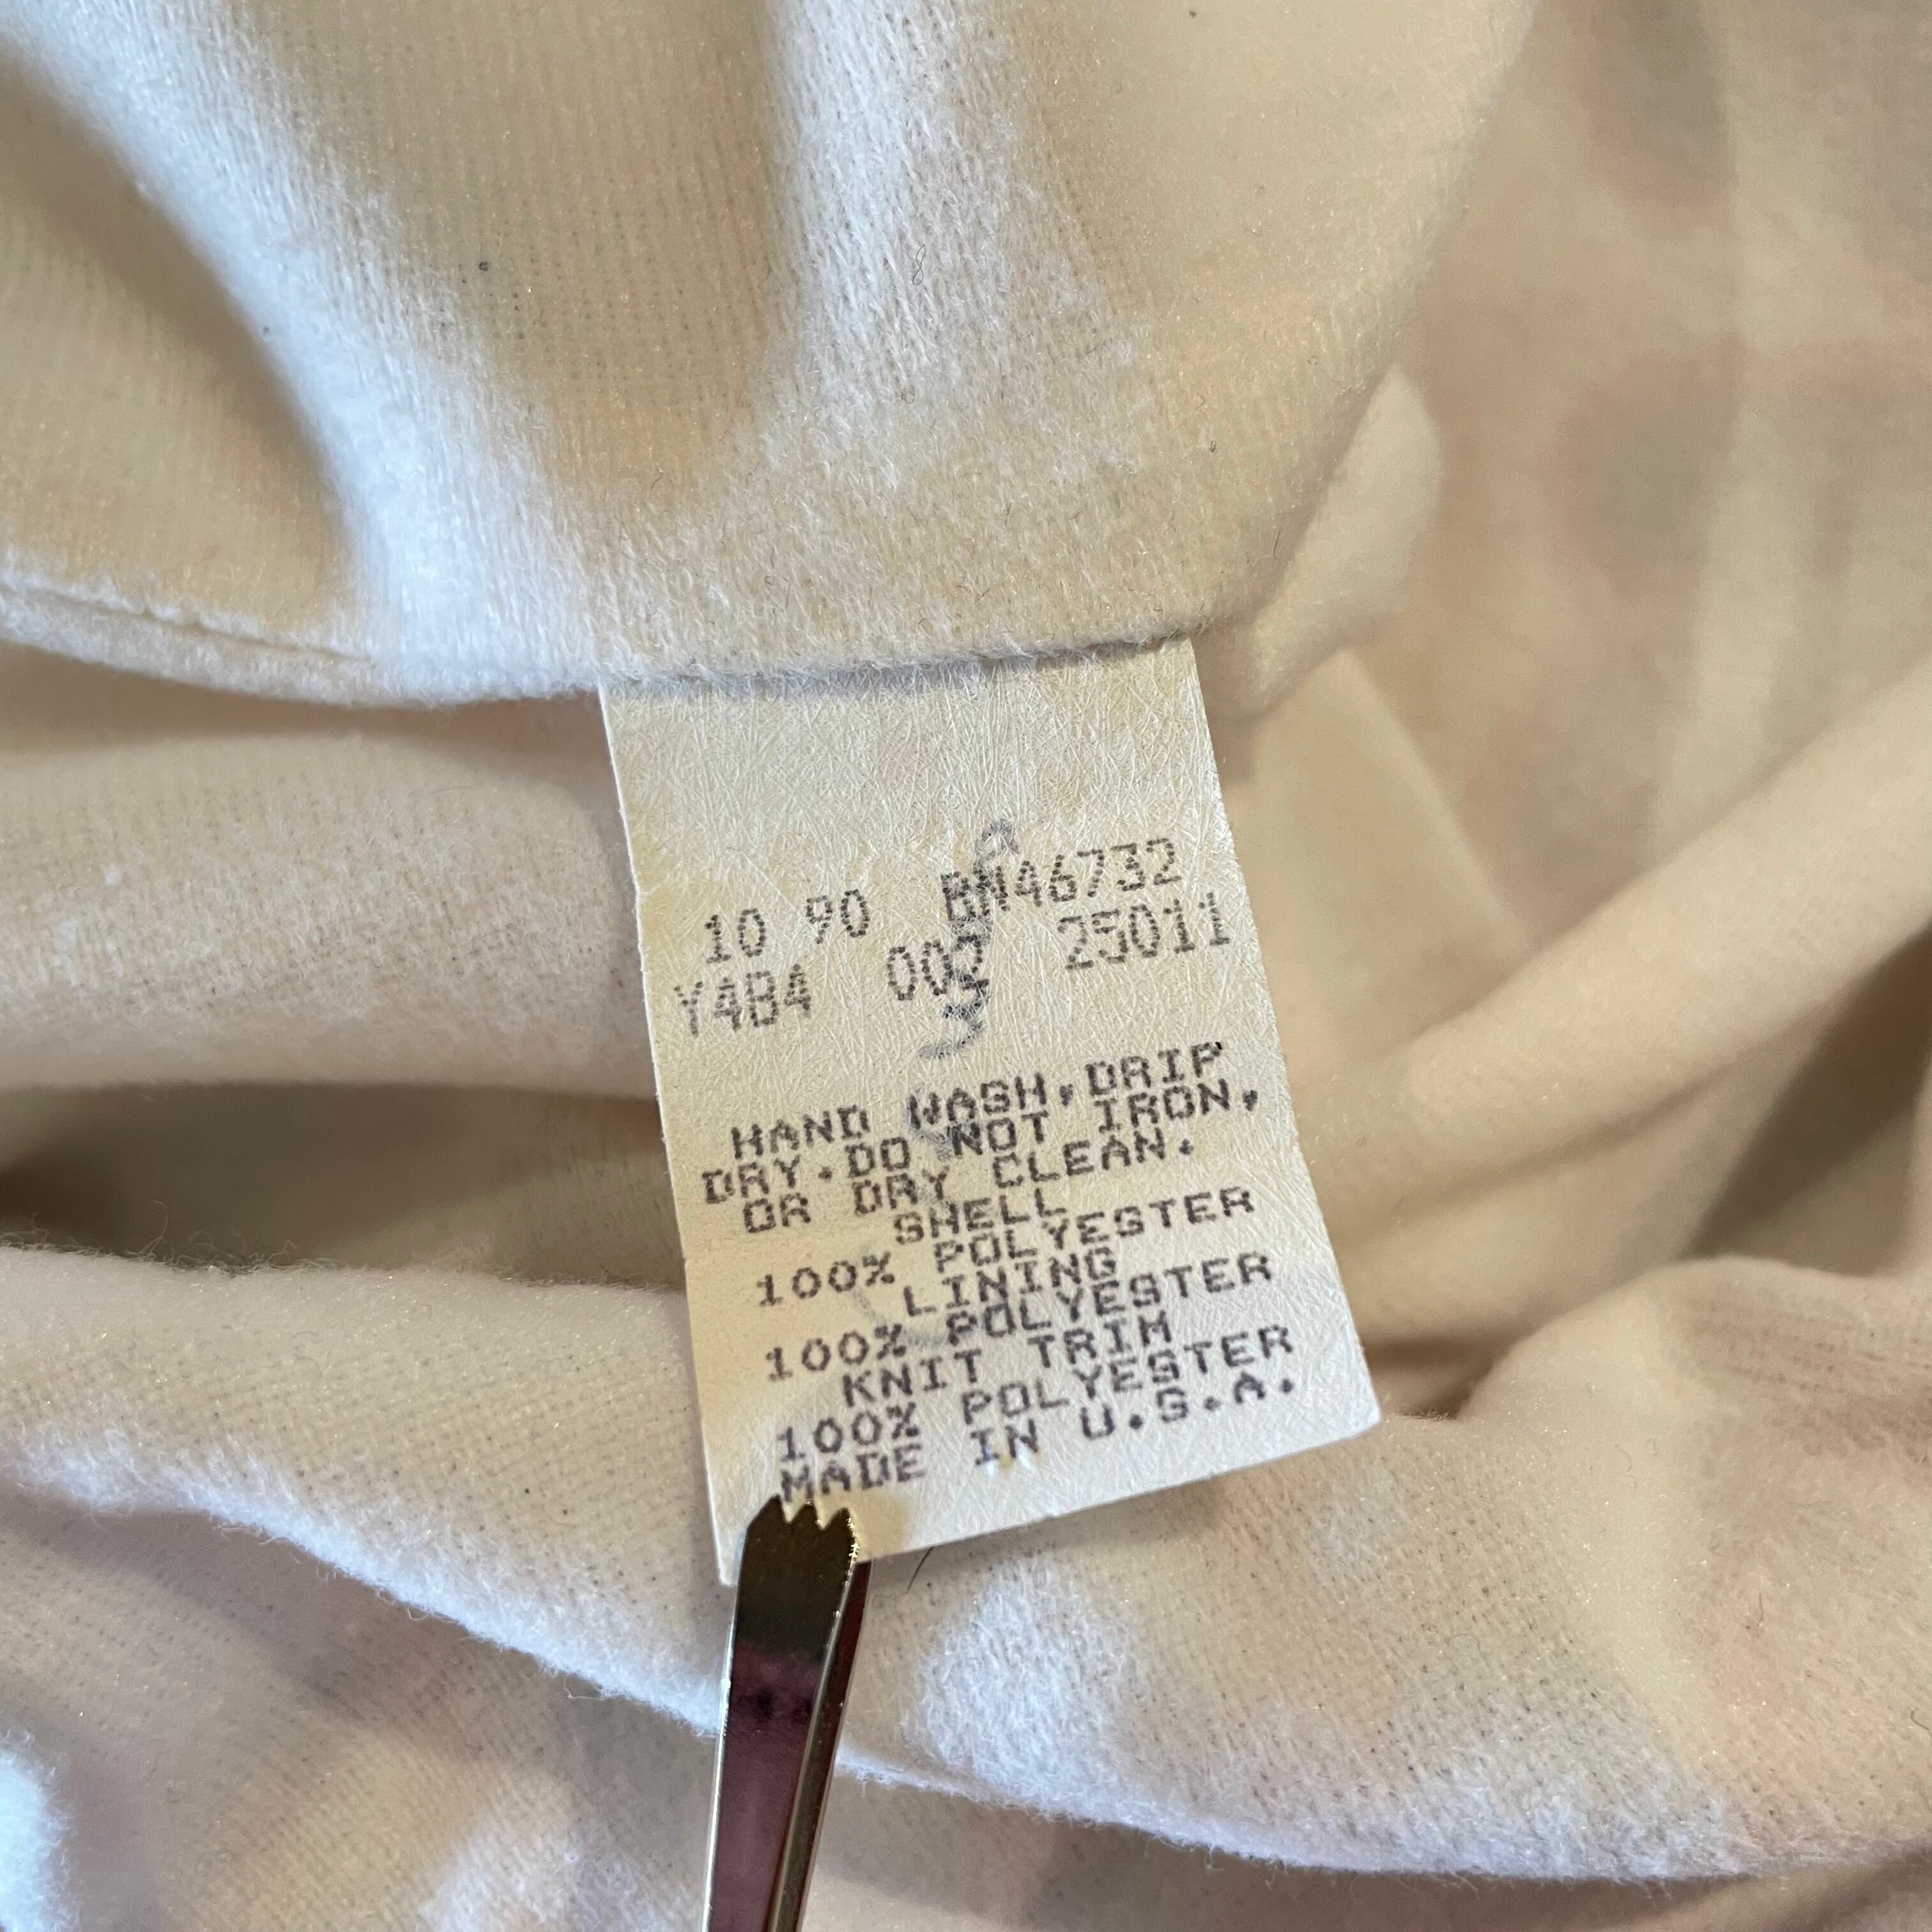 10 90 BN46732
Y4B4 002 25011
HAND WASH,DRIP
DRY.DO NOT IRON,
OR DRY CLEAN.
SHELL
100% POLYESTER
LINING
100% POLYESTER
KNIT TRIM
100% POLYESTER
MADE IN U.S.A.